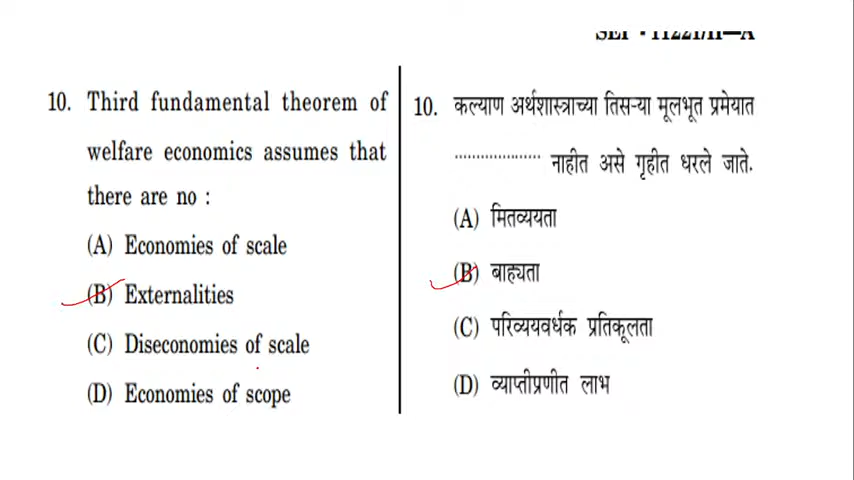 10. Third fundamental theorem of
welfare economics assumes that
there are no :
(A) Economies of scale
(B) Externalities
(C) Diseconomies of scale
(D) Economies of scope
10. कल्याण अर्थशास्त्राच्या तिसऱ्या मूलभूत प्रमेयात
.................... नाहीत असे गृहीत धरले जाते.
(A) मितव्ययता
(B) बाह्यता
(C) परिव्ययवर्धक प्रतिकूलता
(D) व्याप्तीप्रणीत लाभ